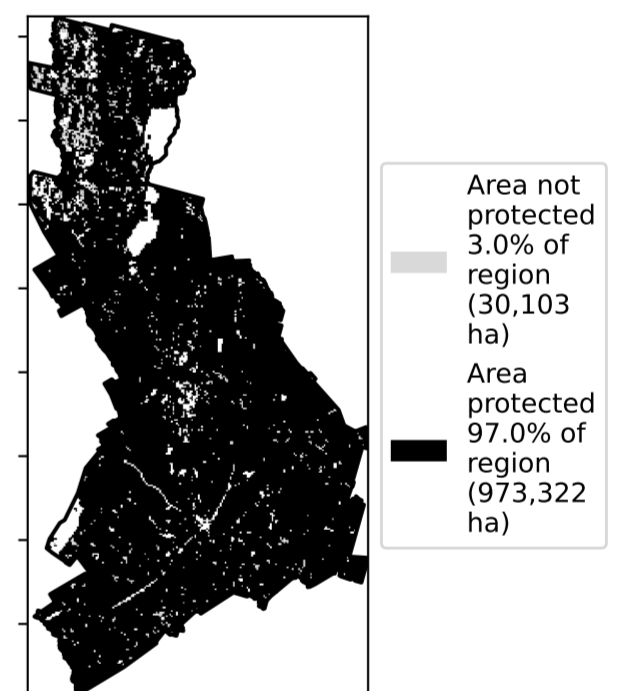 Area not
protected
3.0% of
region
(30,103
ha)
Area
protected
97.0% of
region
(973,322
ha)